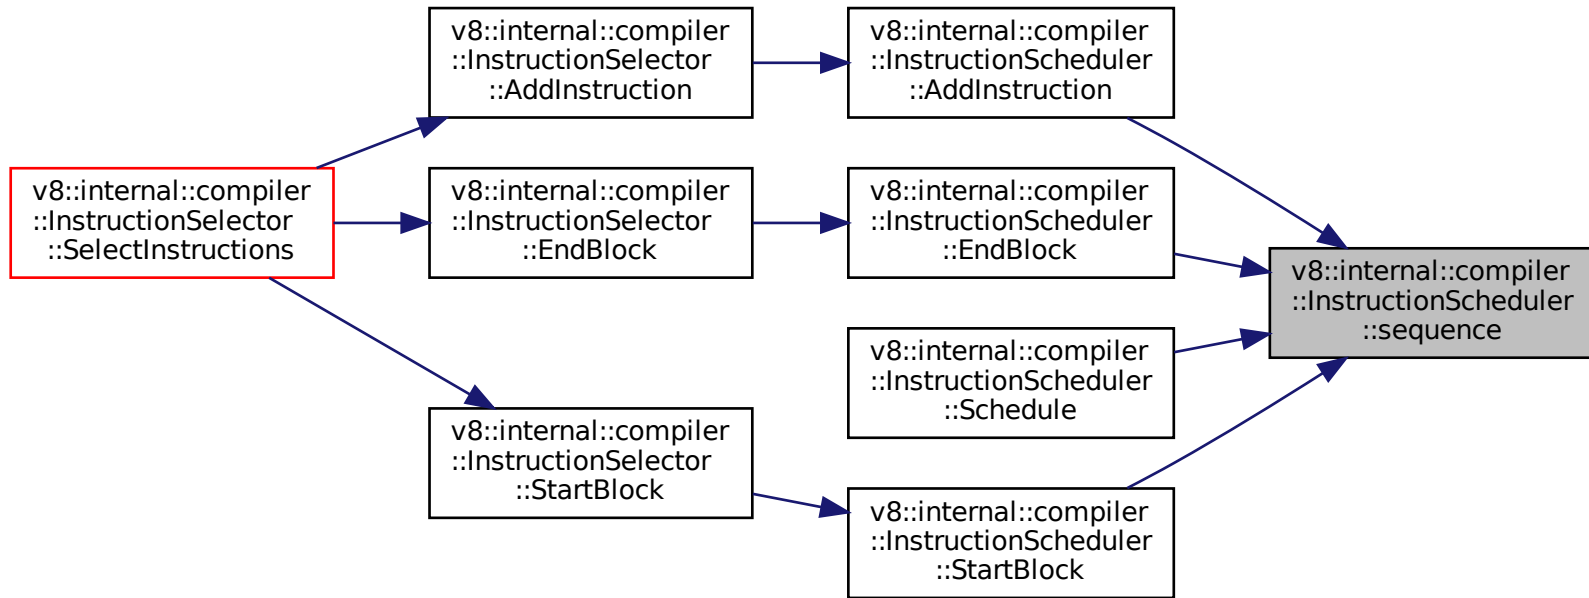 v8::internal::compiler
::InstructionSelector
::AddInstruction
v8::internal::compiler
::InstructionScheduler
::AddInstruction
v8::internal::compiler
::InstructionSelector
::SelectInstructions
v8::internal::compiler
::InstructionSelector
::EndBlock
v8::internal::compiler
::InstructionScheduler
::EndBlock
v8::internal::compiler
::InstructionScheduler
::sequence
v8::internal::compiler
::InstructionScheduler
::Schedule
v8::internal::compiler
::InstructionSelector
::StartBlock
v8::internal::compiler
::InstructionScheduler
::StartBlock